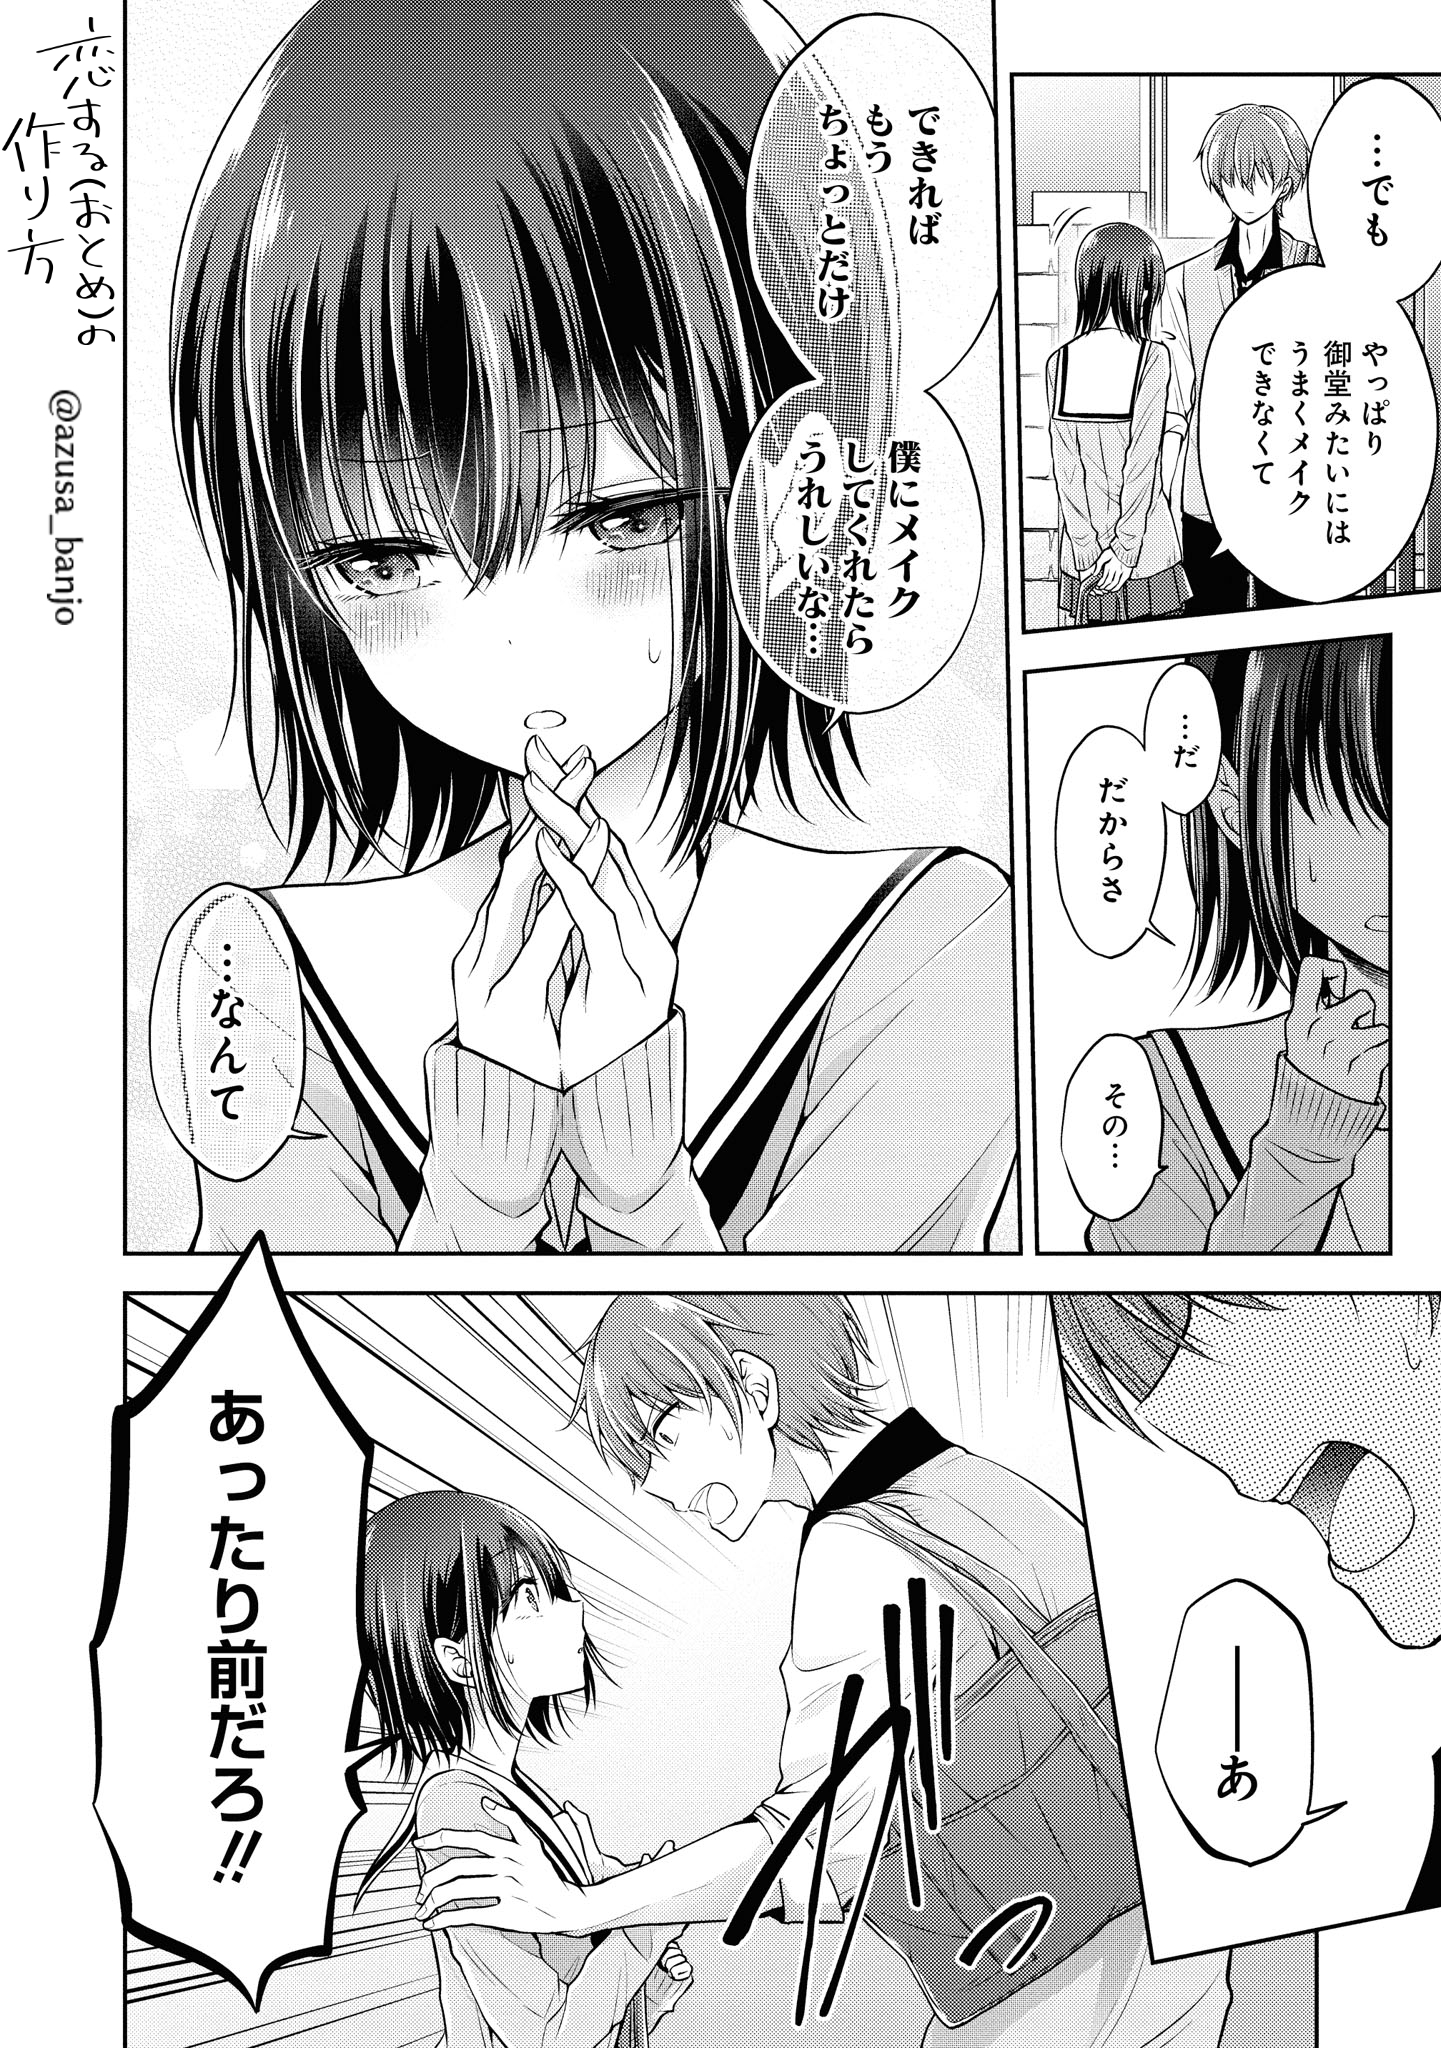 …でも
やっぱり
御堂みたいには
うまくメイク
できなくて
…だ
だからさ
その…
できれば
もう
ちょっとだけ
僕にメイク
してくれたら
うれしいな…
…なんて
――あ
ガバッ
あったり前だろ!!
恋する(おとめ)の
作り方
@azusa_banjo